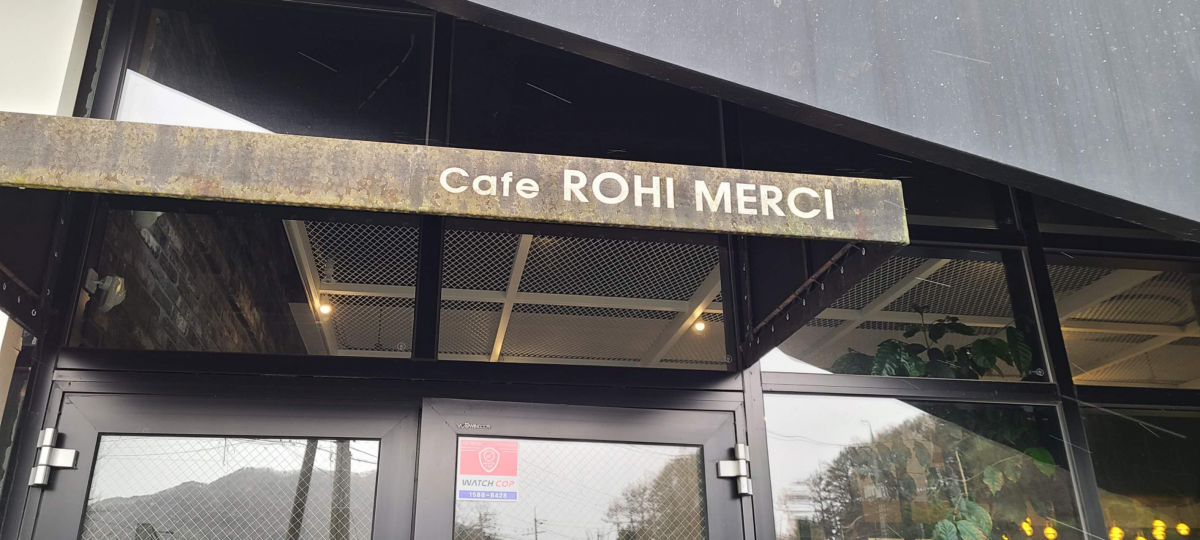 Cafe ROHI MERCI
WATCH COP
1588-8428